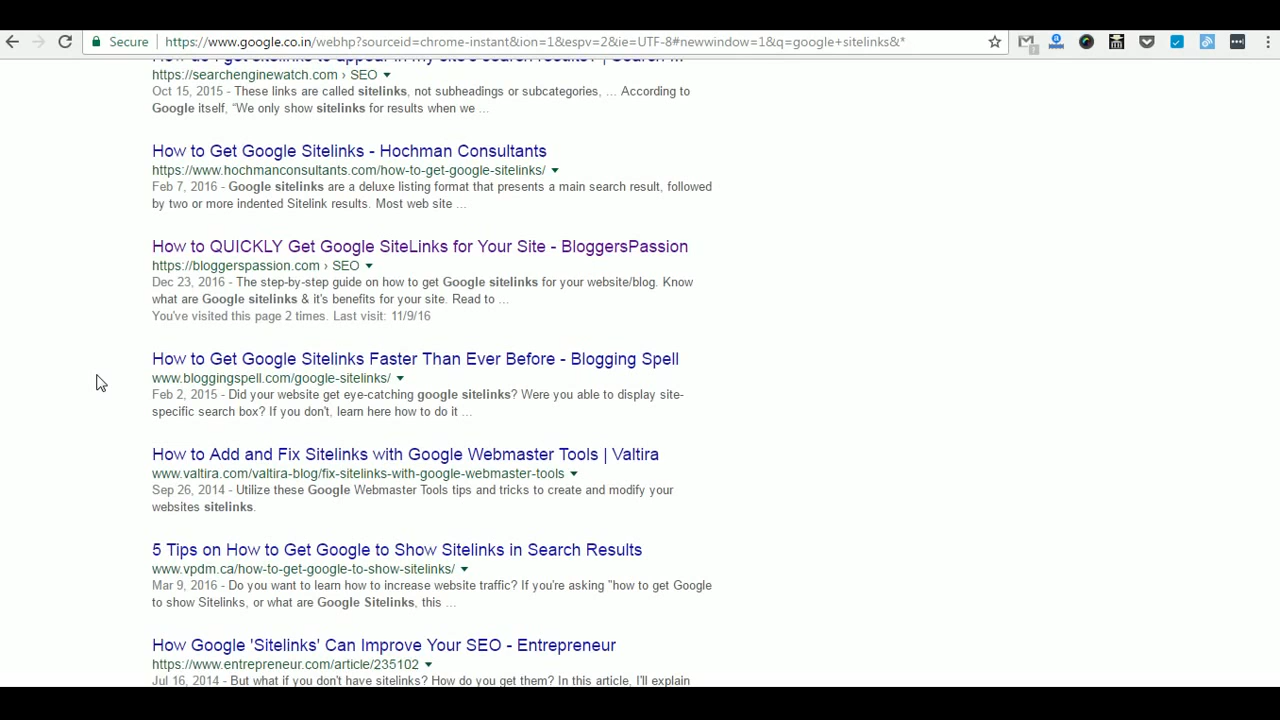 Secure https://www.google.co.in/webhp?sourceid=chrome-instant&ion=1&espv=2&ie=UTF-8#newwindow=1&q=google+sitelinks&*
How do I get sitelinks to appear in my site's search results? | Search ...
https://searchenginewatch.com › SEO
Oct 15, 2015 - These links are called sitelinks, not subheadings or subcategories, ... According to
Google itself, “We only show sitelinks for results when we ...
How to Get Google Sitelinks - Hochman Consultants
https://www.hochmanconsultants.com/how-to-get-google-sitelinks/
Feb 7, 2016 - Google sitelinks are a deluxe listing format that presents a main search result, followed
by two or more indented Sitelink results. Most web site ...
How to QUICKLY Get Google SiteLinks for Your Site - BloggersPassion
https://bloggerspassion.com › SEO
Dec 23, 2016 - The step-by-step guide on how to get Google sitelinks for your website/blog. Know
what are Google sitelinks & it's benefits for your site. Read to ...
You've visited this page 2 times. Last visit: 11/9/16
How to Get Google Sitelinks Faster Than Ever Before - Blogging Spell
www.bloggingspell.com/google-sitelinks/
Feb 2, 2015 - Did your website get eye-catching google sitelinks? Were you able to display site-
specific search box? If you don't, learn here how to do it ...
How to Add and Fix Sitelinks with Google Webmaster Tools | Valtira
www.valtira.com/valtira-blog/fix-sitelinks-with-google-webmaster-tools
Sep 26, 2014 - Utilize these Google Webmaster Tools tips and tricks to create and modify your
websites sitelinks.
5 Tips on How to Get Google to Show Sitelinks in Search Results
www.vpdm.ca/how-to-get-google-to-show-sitelinks/
Mar 9, 2016 - Do you want to learn how to increase website traffic? If you're asking "how to get Google
to show Sitelinks, or what are Google Sitelinks, this ...
How Google 'Sitelinks' Can Improve Your SEO - Entrepreneur
https://www.entrepreneur.com/article/235102
Jul 16, 2014 - But what if you don't have sitelinks? How do you get them? In this article, I'll explain